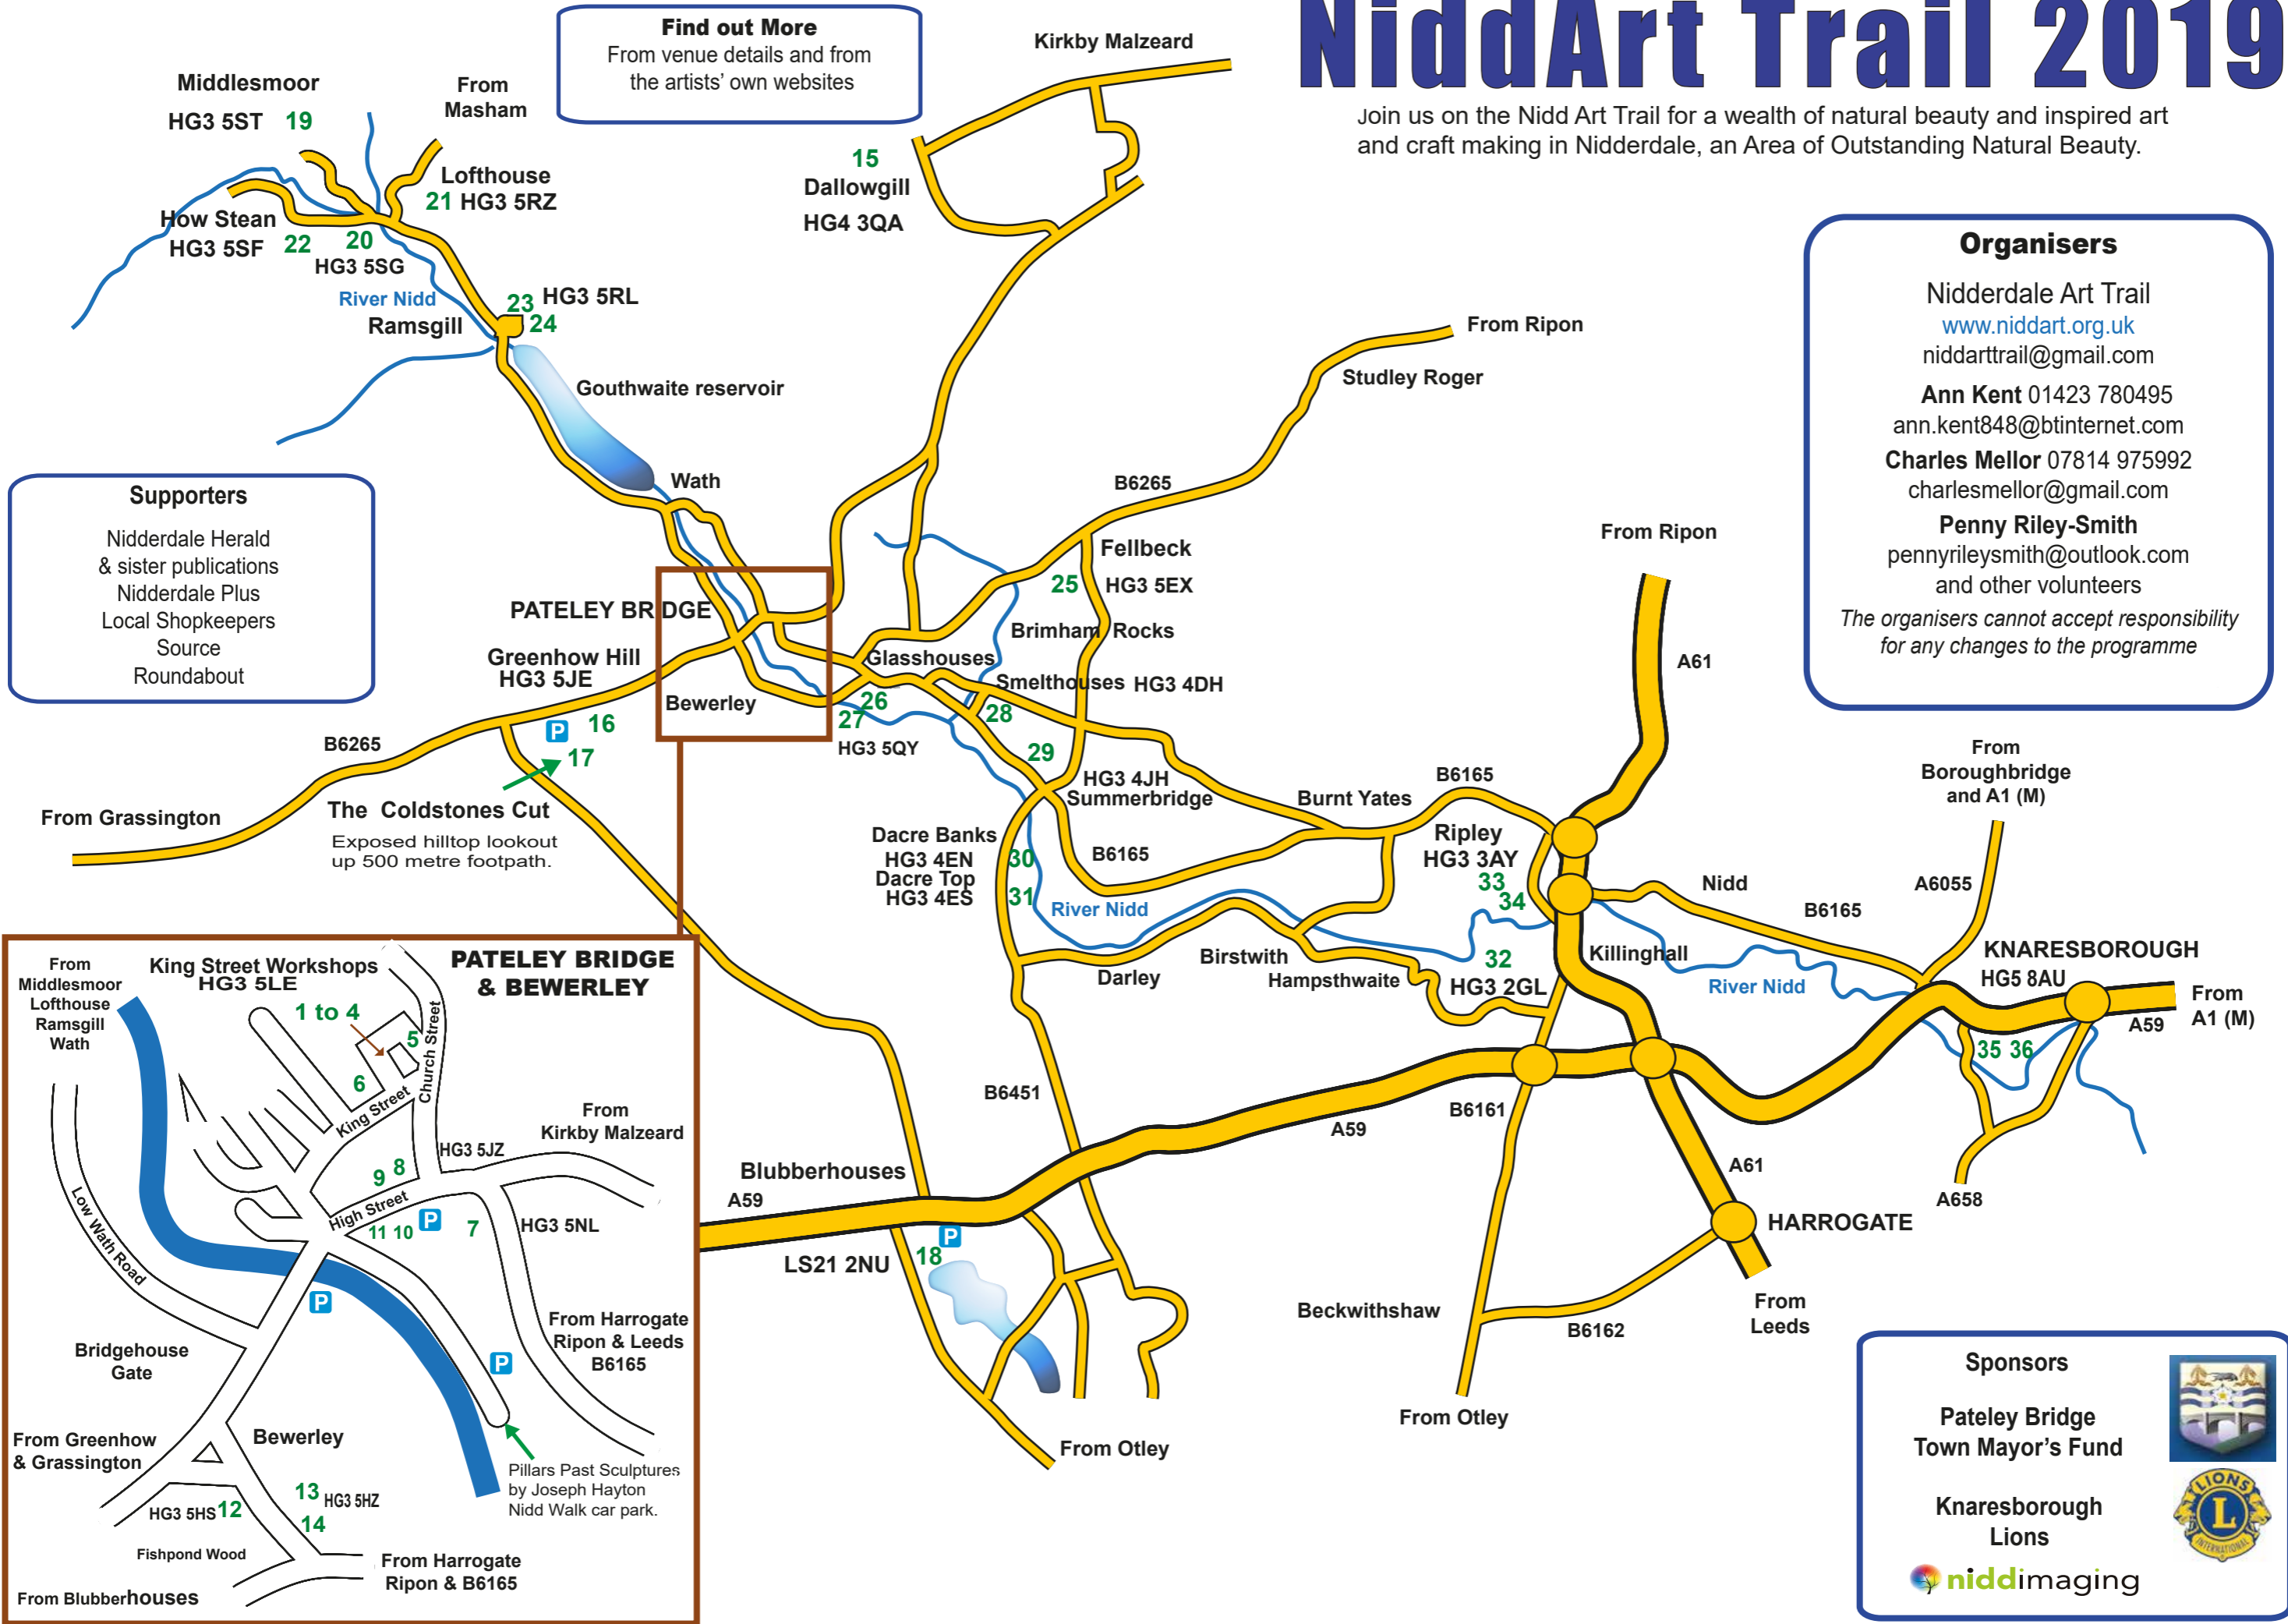 NiddArt Trail 2019
Join us on the Nidd Art Trail for a wealth of natural beauty and inspired art
and craft making in Nidderdale, an Area of Outstanding Natural Beauty.
Find out More
From venue details and from
the artists' own websites
Kirkby Malzeard
Middlesmoor
HG3 5ST 19
From
Masham
Lofthouse
21 HG3 5RZ
How Stean
HG3 5SF 22
20
HG3 5SG
River Nidd
Ramsgill
23 HG3 5RL
24
15
Dallowgill
HG4 3QA
Gouthwaite reservoir
Wath
From Ripon
Studley Roger
B6265
Organisers
Nidderdale Art Trail
www.niddart.org.uk
niddarttrail@gmail.com
Ann Kent 01423 780495
ann.kent848@btinternet.com
Charles Mellor 07814 975992
charlesmellor@gmail.com
Penny Riley-Smith
pennyrileysmith@outlook.com
and other volunteers
The organisers cannot accept responsibility
for any changes to the programme
Supporters
Nidderdale Herald
& sister publications
Nidderdale Plus
Local Shopkeepers
Source
Roundabout
PATELEY BRIDGE
Greenhow Hill
HG3 5JE
Bewerley
P 16
17
B6265
From Grassington
The Coldstones Cut
Exposed hilltop lookout
up 500 metre footpath.
Fellbeck
25 HG3 5EX
Brimham Rocks
Glasshouses
Smelthouses HG3 4DH
26
27
28
HG3 5QY
29
HG3 4JH
Summerbridge
From Ripon
A61
Burnt Yates
B6165
Dacre Banks
HG3 4EN 30
Dacre Top
HG3 4ES 31
B6165
River Nidd
Ripley
HG3 3AY
33
34
Darley
Birstwith
Hampsthwaite
32
HG3 2GL
Killinghall
Nidd
B6165
River Nidd
From
Boroughbridge
and A1 (M)
A6055
KNARESBOROUGH
HG5 8AU
From
A1 (M)
A59
35 36
A658
B6451
B6161
A59
A61
HARROGATE
From
Leeds
B6162
Beckwithshaw
From Otley
Blubberhouses
A59
P
18
LS21 2NU
From Otley
PATELEY BRIDGE
& BEWERLEY
From
Middlesmoor
Lofthouse
Ramsgill
Wath
King Street Workshops
HG3 5LE
1 to 4
5
6
King Street
Church Street
From
Kirkby Malzeard
HG3 5JZ
9 8
High Street
11 10 P 7
HG3 5NL
Low Wath Road
P
Bridgehouse
Gate
From Harrogate
Ripon & Leeds
B6165
P
From Greenhow
& Grassington
Bewerley
Pillars Past Sculptures
by Joseph Hayton
Nidd Walk car park.
HG3 5HS 12
13 HG3 5HZ
14
Fishpond Wood
From Harrogate
Ripon & B6165
From Blubberhouses
Sponsors
Pateley Bridge
Town Mayor's Fund
Knaresborough
Lions
LIONS
L
INTERNATIONAL
niddimaging